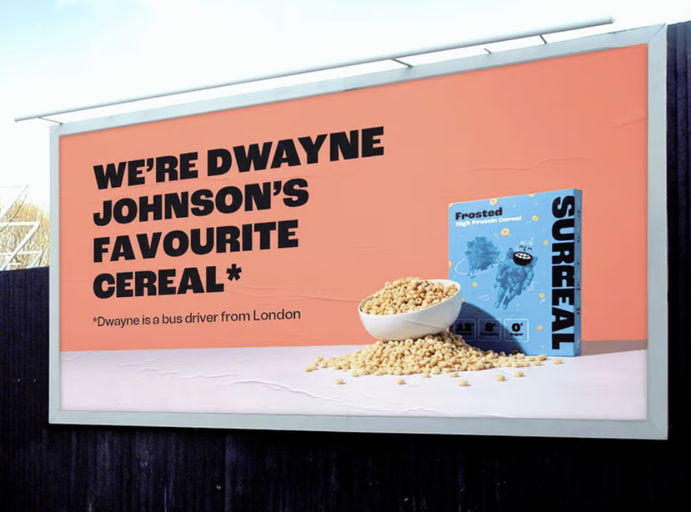 WE'RE DWAYNE
JOHNSON'S
FAVOURITE
CEREAL*
*Dwayne is a bus driver from London
Frosted
High Protein Cereal
SURREAL